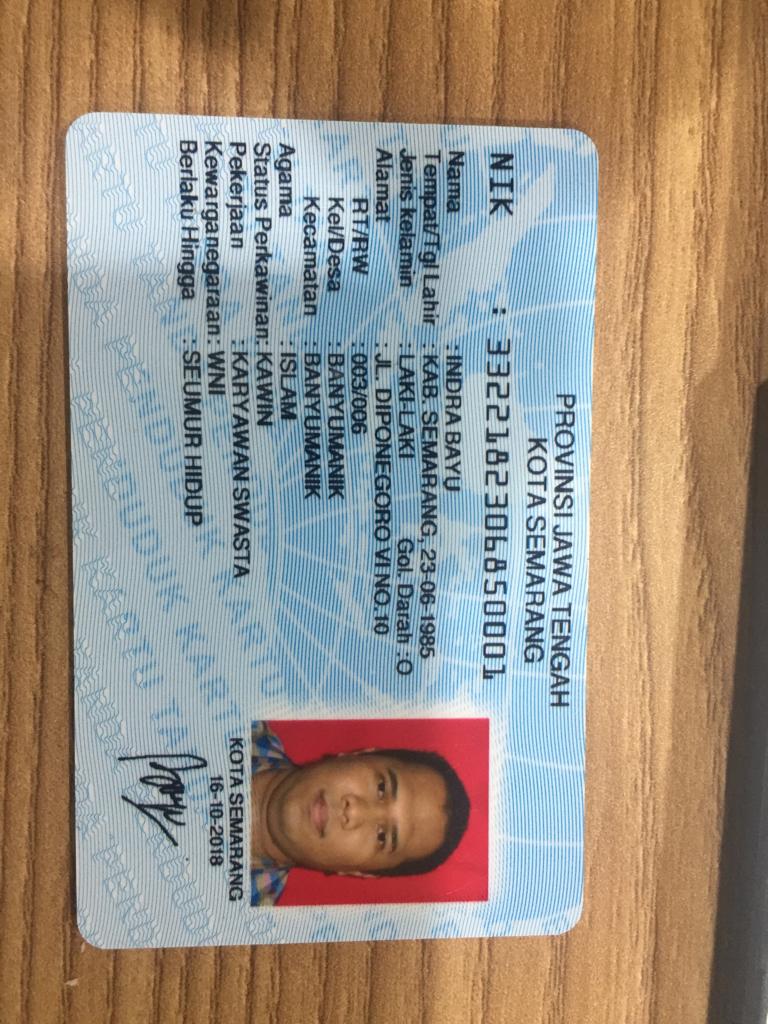 PROVINSI JAWA TENGAH
KOTA SEMARANG
NIK : 3322182306850001
Nama : INDRA BAYU
Tempat/Tgl Lahir : KAB. SEMARANG, 23-06-1985
Jenis kelamin : LAKI-LAKI Gol. Darah : O
Alamat : JL. DIPONEGORO VI NO.10
RT/RW : 003/006
Kel/Desa : BANYUMANIK
Kecamatan : BANYUMANIK
Agama : ISLAM
Status Perkawinan : KAWIN
Pekerjaan : KARYAWAN SWASTA
Kewarganegaraan : WNI
Berlaku Hingga : SEUMUR HIDUP
KOTA SEMARANG
16-10-2018